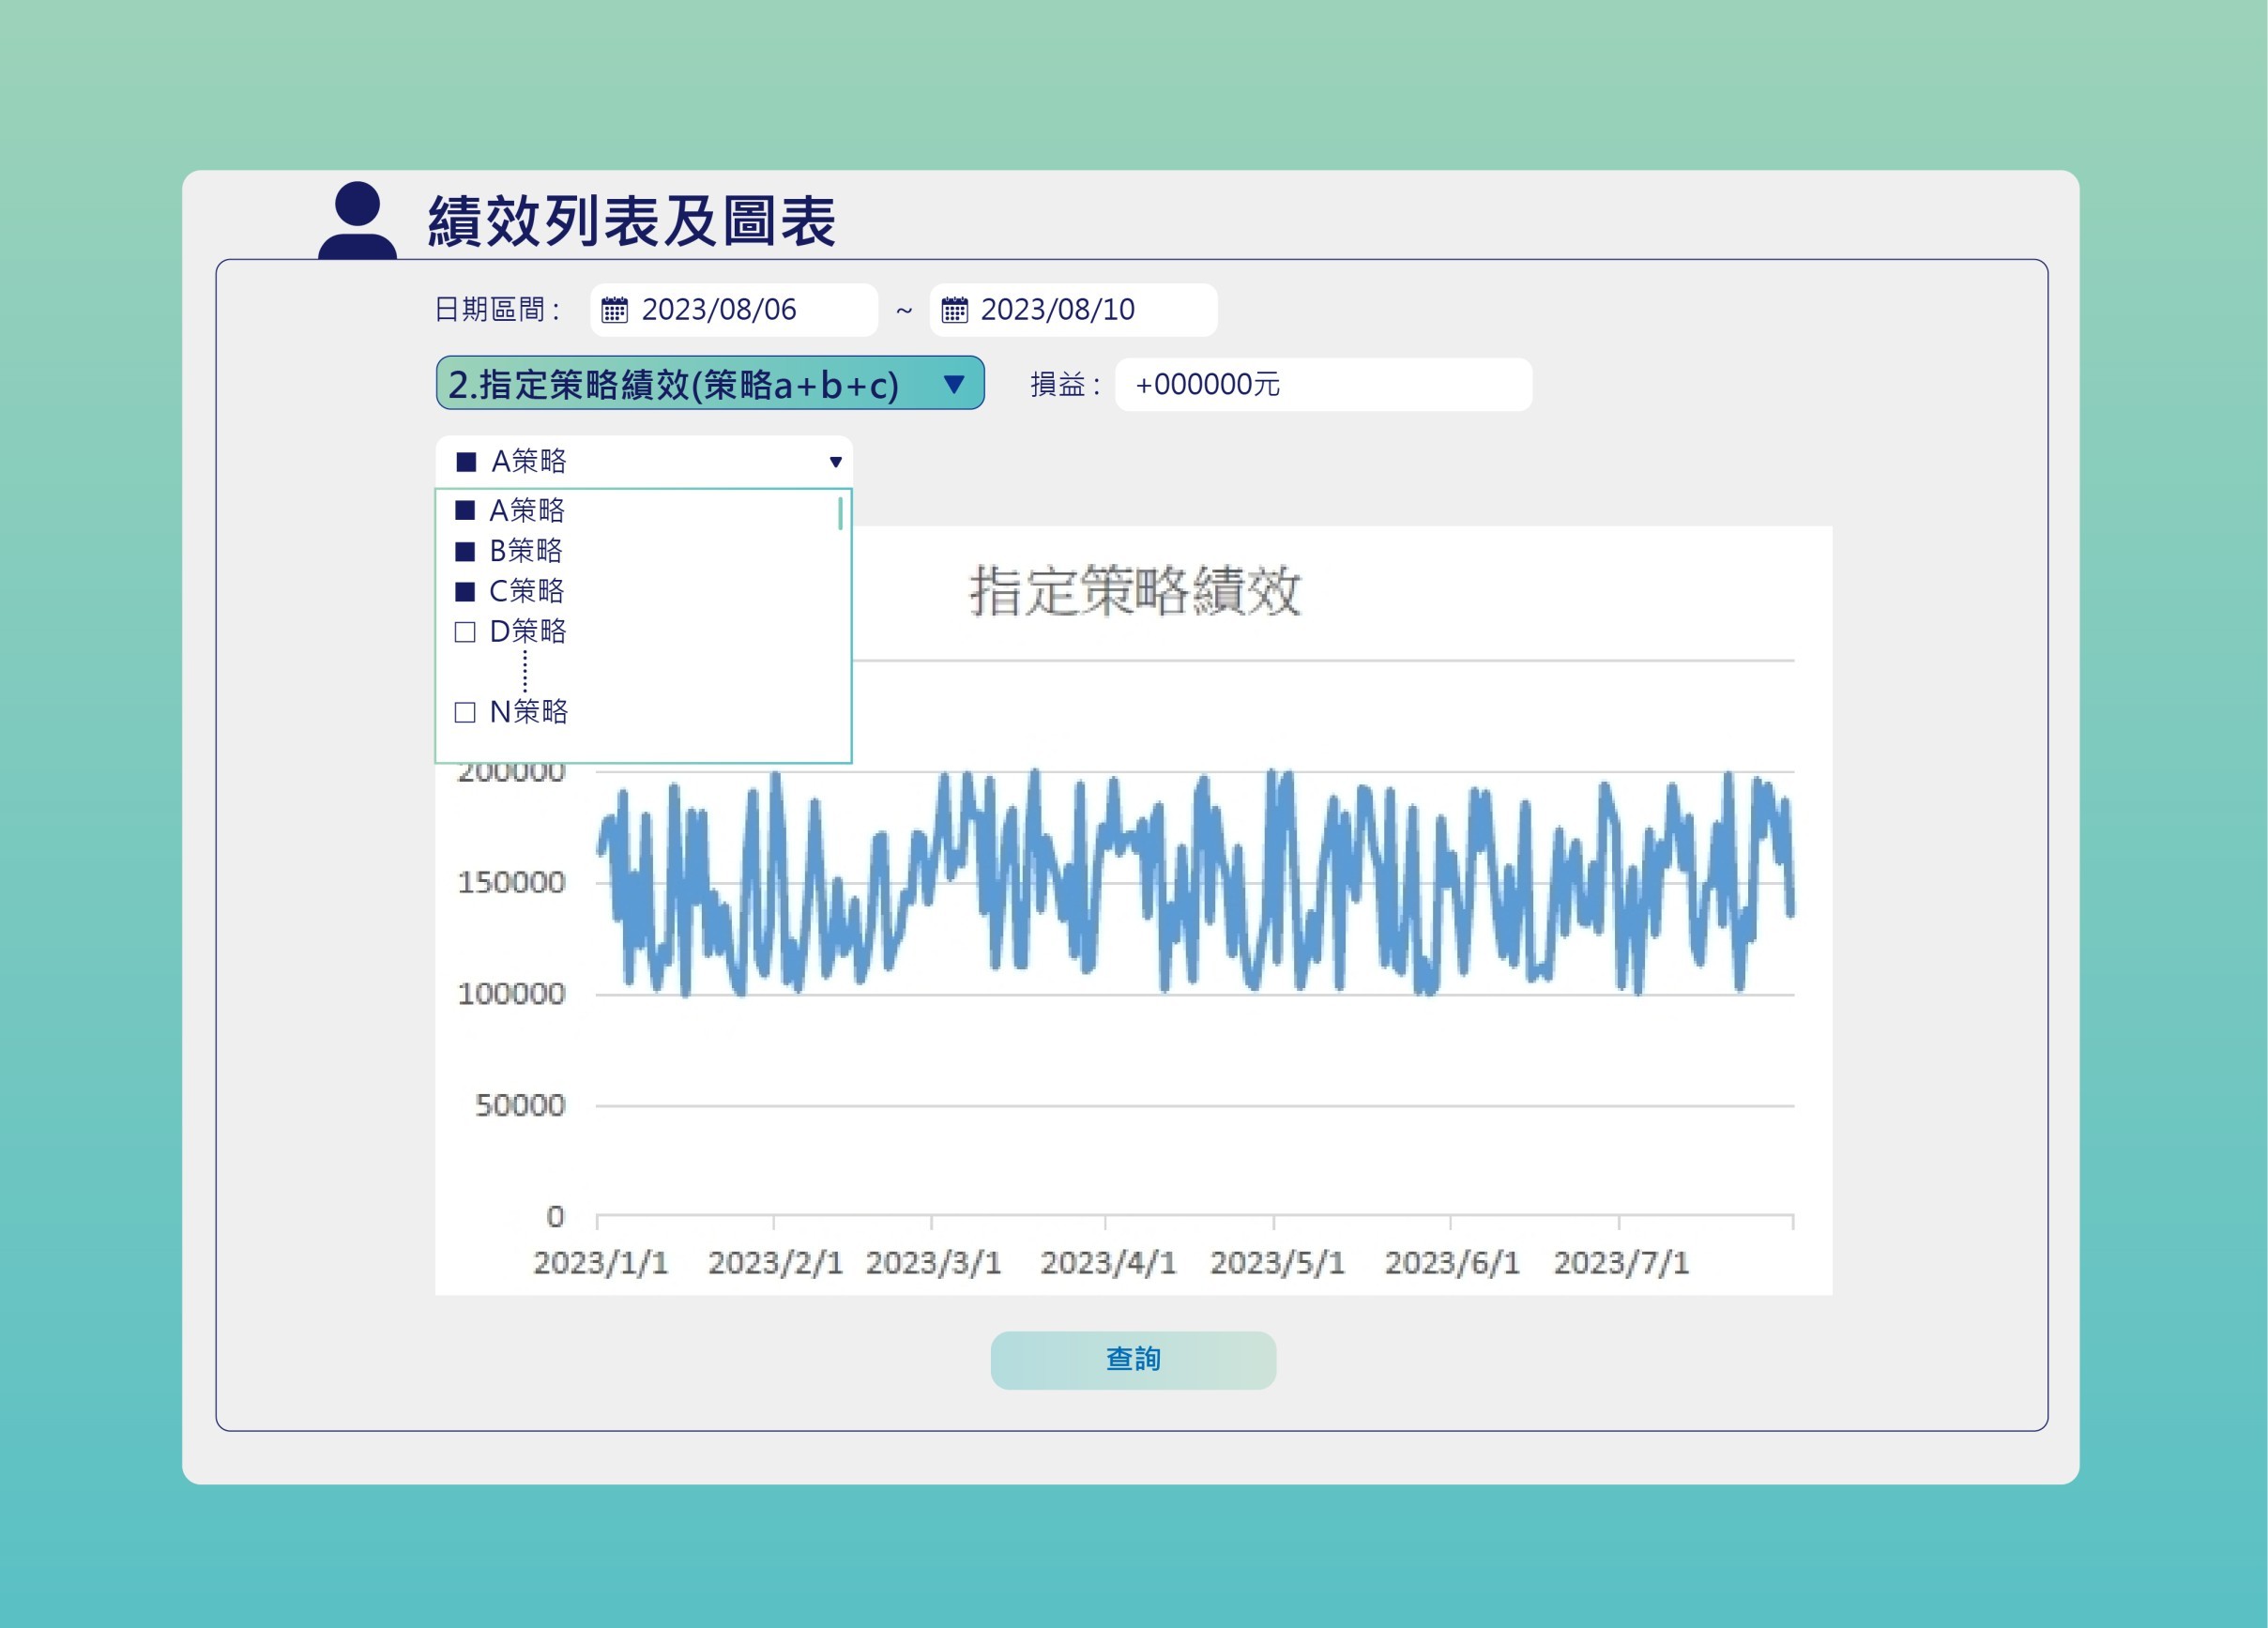 績效列表及圖表
日期區間 : 2023/08/06 ~ 2023/08/10
2.指定策略績效(策略a+b+c) ▼ 損益 : +000000元
■ A策略 ▼
■ A策略
■ B策略
■ C策略
□ D策略
□ N策略
指定策略績效
200000
150000
100000
50000
0
2023/1/1 2023/2/1 2023/3/1 2023/4/1 2023/5/1 2023/6/1 2023/7/1
查詢